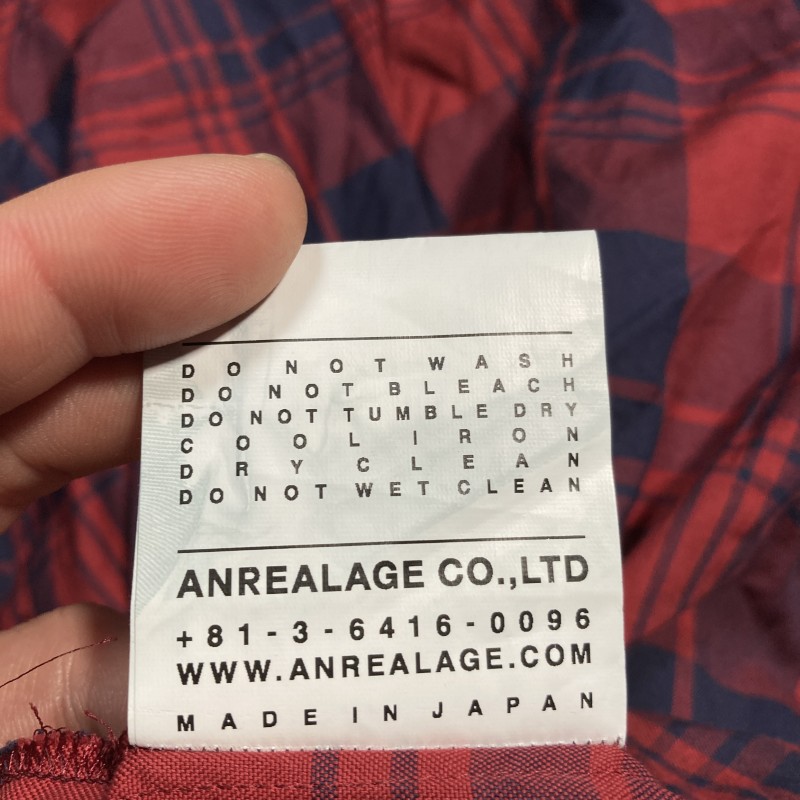 DO NOT WASH
DO NOT BLEACH
DO NOT TUMBLE DRY
COOL IRON
DRY CLEAN
DO NOT WET CLEAN
ANREALAGE CO.,LTD
+81-3-6416-0096
WWW.ANREALAGE.COM
MADE IN JAPAN